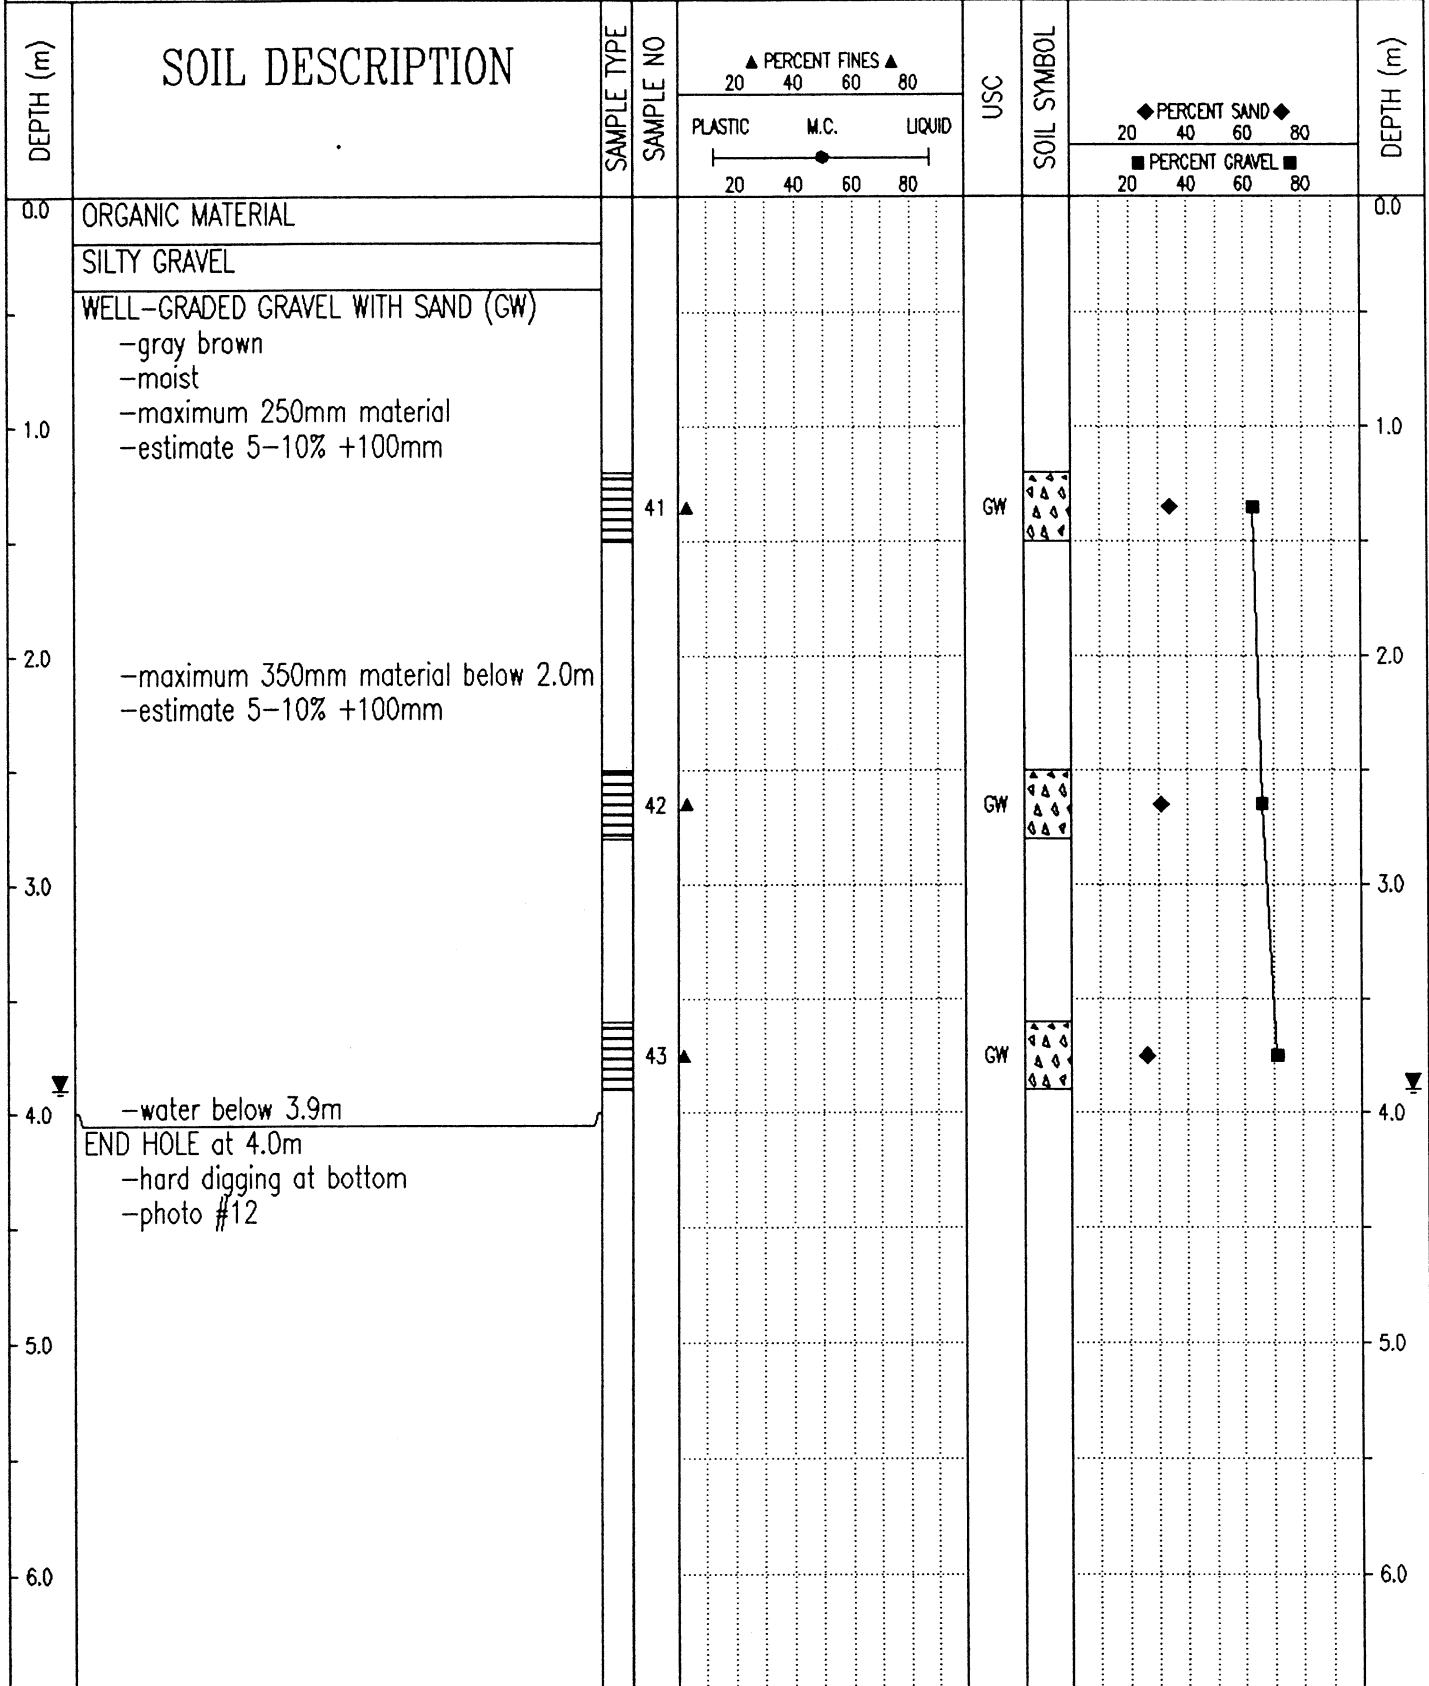 DEPTH (m)
SOIL DESCRIPTION
SAMPLE TYPE
SAMPLE NO
▲ PERCENT FINES ▲
20 40 60 80
PLASTIC M.C. LIQUID
20 40 60 80
USC
SOIL SYMBOL
◆ PERCENT SAND ◆
20 40 60 80
■ PERCENT GRAVEL ■
20 40 60 80
DEPTH (m)
0.0 ORGANIC MATERIAL 0.0
SILTY GRAVEL
WELL-GRADED GRAVEL WITH SAND (GW)
-gray brown
-moist
-maximum 250mm material
1.0 1.0
-estimate 5-10% +100mm
41 GW
2.0 2.0
-maximum 350mm material below 2.0m
-estimate 5-10% +100mm
42 GW
3.0 3.0
43 GW
4.0 -water below 3.9m 4.0
END HOLE at 4.0m
-hard digging at bottom
-photo #12
5.0 5.0
6.0 6.0